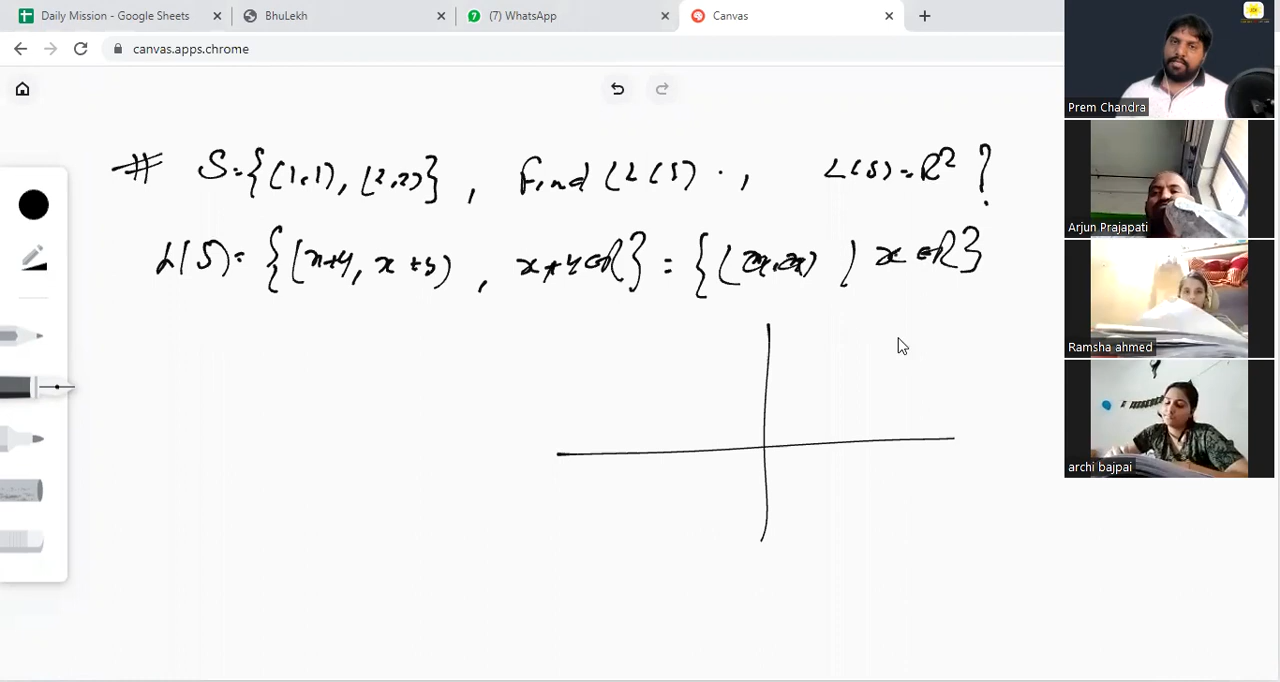 Daily Mission - Google Sheets
BhuLekh
(7) WhatsApp
Canvas
canvas.apps.chrome
Prem Chandra
# S={(1,1), (2,2)}, Find L(S)., L(S)=R² ?
Arjun Prajapati
L(S)= {(x+y, x+y), x+y∈R} = {(x,x) / x∈R}
Ramsha ahmed
archi bajpai